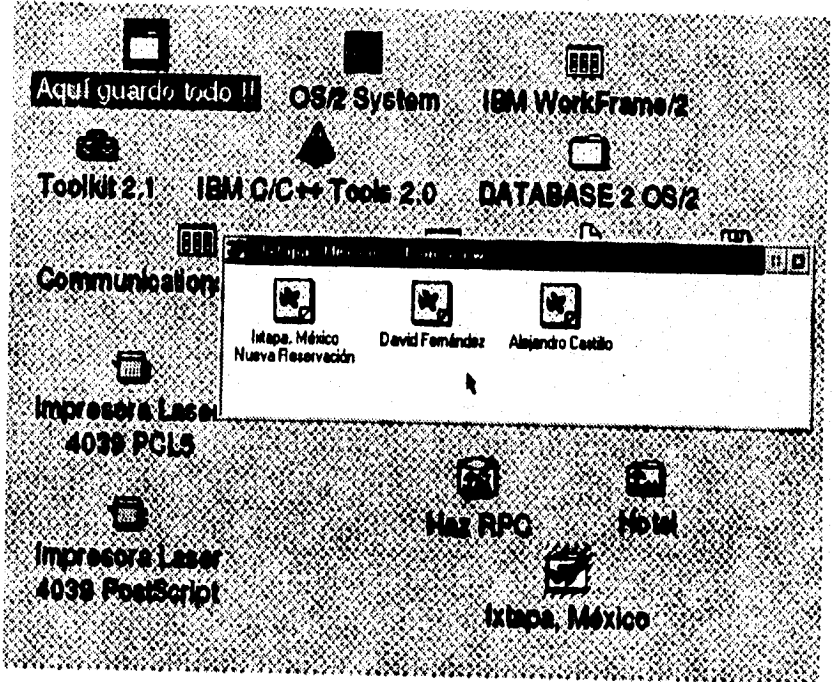 Aquí guardo todo !!
OS/2 System
IBM WorkFrame/2
Toolkit 2.1
IBM C/C++ Tools 2.0
DATABASE 2 OS/2
Communications
Ixtapa, México
Ixtapa, México
Nueva Reservación
David Fernández
Alejandro Castillo
Impresora Laser
4039 PCL5
Haz RPC
Hotel
Impresora Laser
4039 PostScript
Ixtapa, México